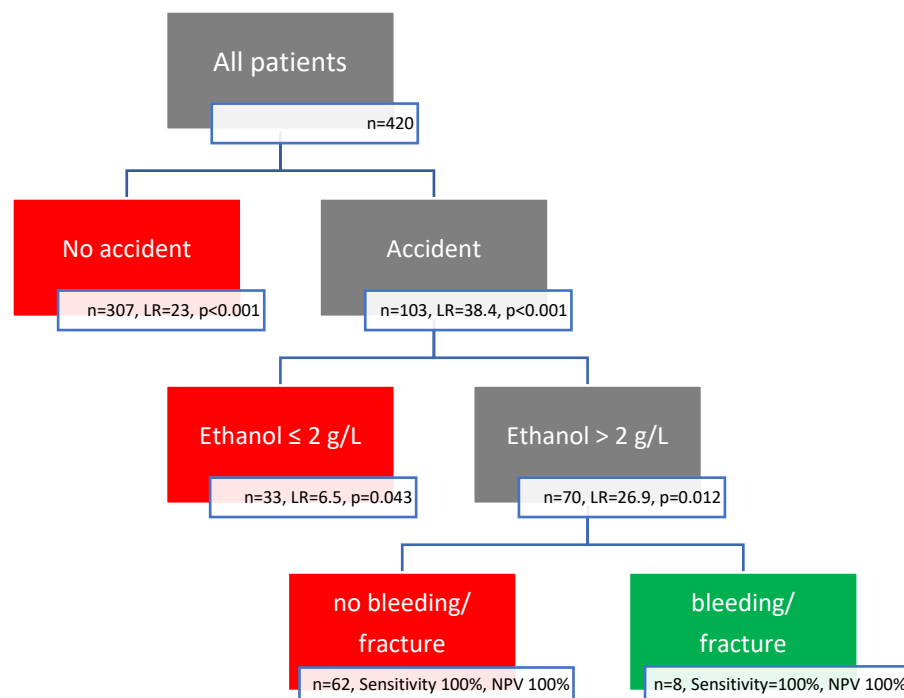 All patients
n=420
No accident
n=307, LR=23, p<0.001
Accident
n=103, LR=38.4, p<0.001
Ethanol ≤ 2 g/L
n=33, LR=6.5, p=0.043
Ethanol > 2 g/L
n=70, LR=26.9, p=0.012
no bleeding/
fracture
n=62, Sensitivity 100%, NPV 100%
bleeding/
fracture
n=8, Sensitivity=100%, NPV 100%